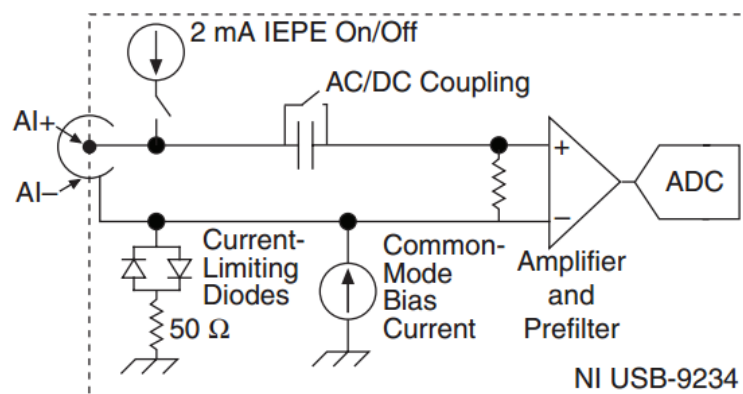 2 mA IEPE On/Off
AC/DC Coupling
AI+
AI–
+
–
ADC
Current-
Limiting
Diodes
50 Ω
Common-
Mode
Bias
Current
Amplifier
and
Prefilter
NI USB-9234